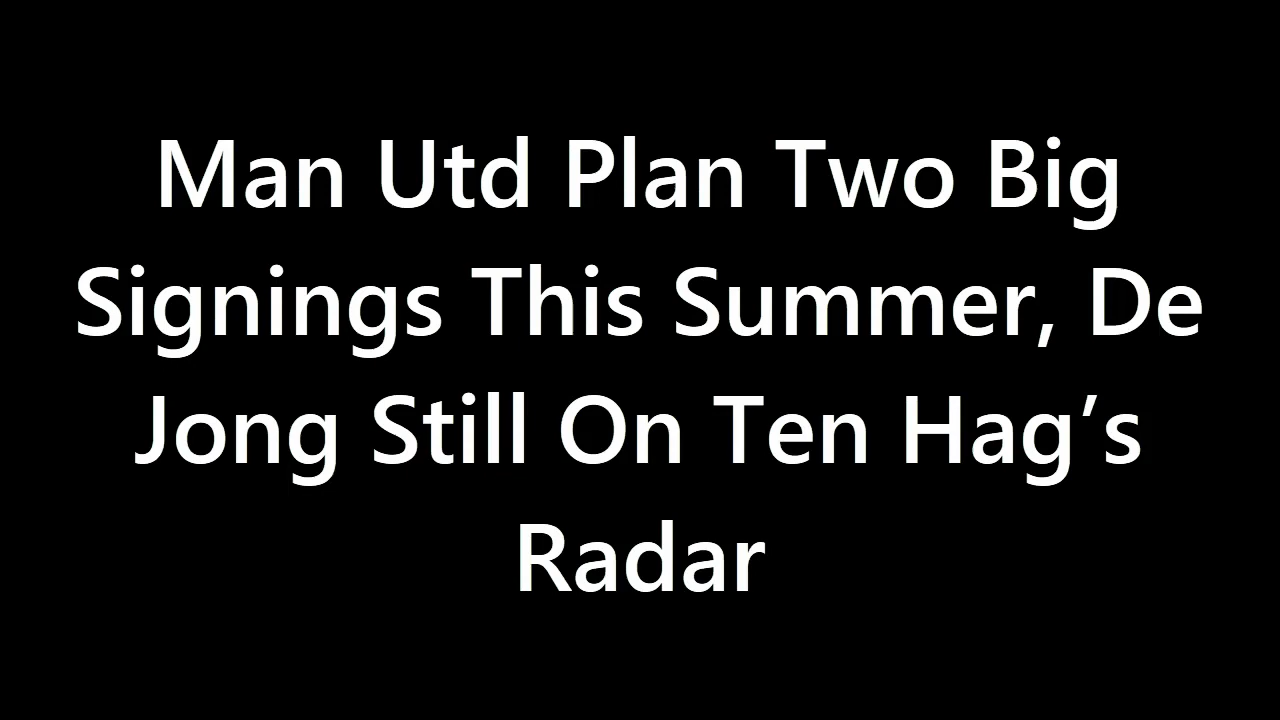 Man Utd Plan Two Big
Signings This Summer, De
Jong Still On Ten Hag’s
Radar